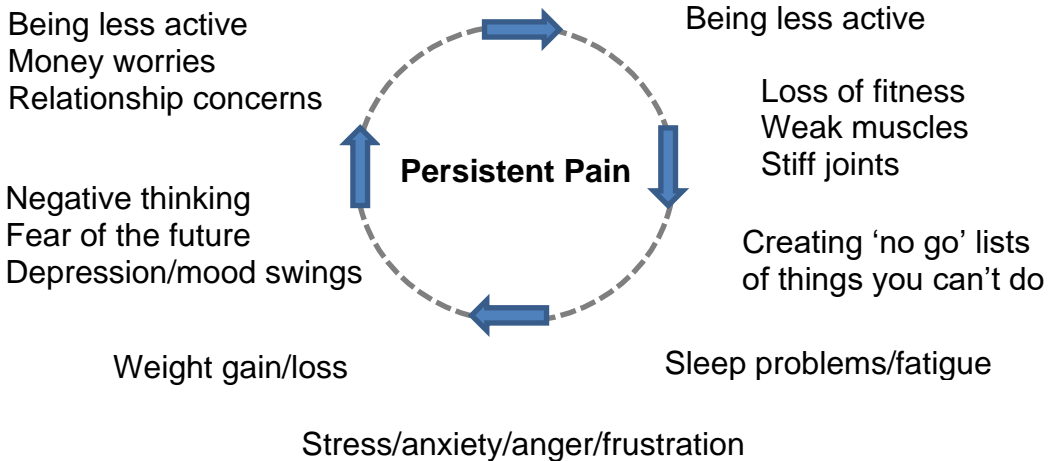 Being less active
Money worries
Relationship concerns
Being less active
Loss of fitness
Weak muscles
Stiff joints
Persistent Pain
Negative thinking
Fear of the future
Depression/mood swings
Creating ‘no go’ lists
of things you can’t do
Weight gain/loss
Sleep problems/fatigue
Stress/anxiety/anger/frustration